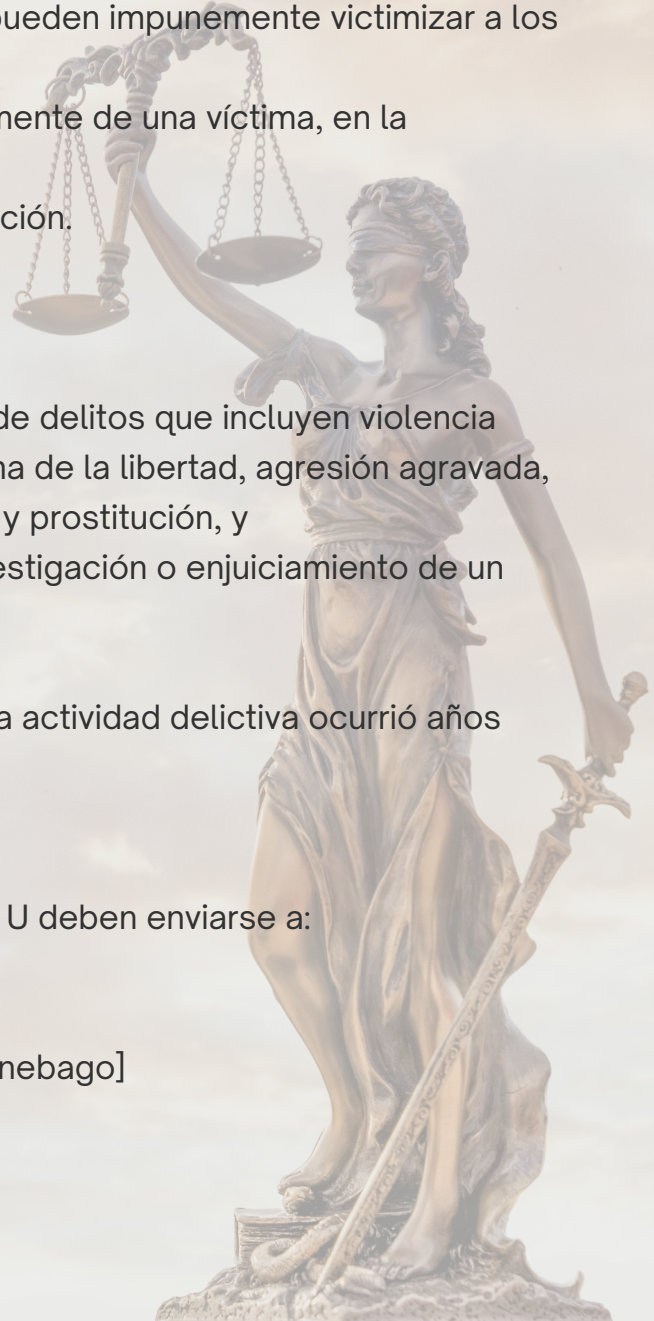 pueden impunemente victimizar a los
mente de una víctima, en la
ción.
de delitos que incluyen violencia
na de la libertad, agresión agravada,
y prostitución, y
estigación o enjuiciamiento de un
a actividad delictiva ocurrió años
U deben enviarse a:
nebago]